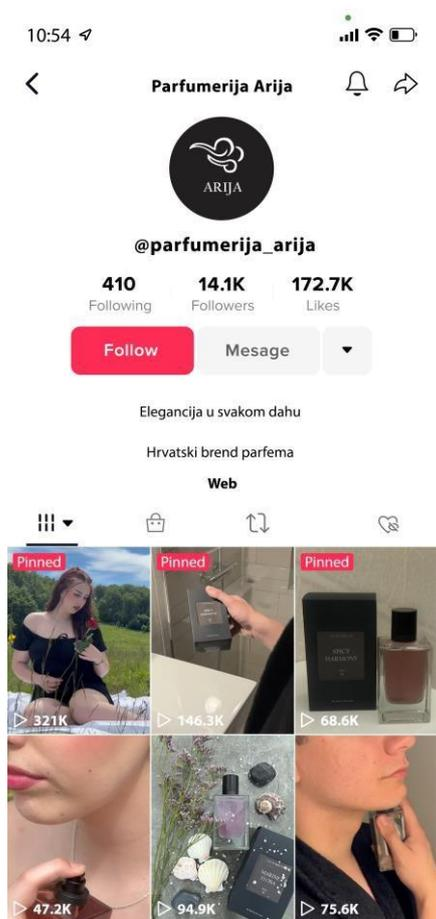 10:54
Parfumerija Arija
ARIJA
@parfumerija_arija
410 14.1K 172.7K
Following Followers Likes
Follow Mesage
Elegancija u svakom dahu
Hrvatski brend parfema
Web
Pinned Pinned Pinned
SPICY
HARMONY
321K 146.3K 68.6K
47.2K 94.9K 75.6K